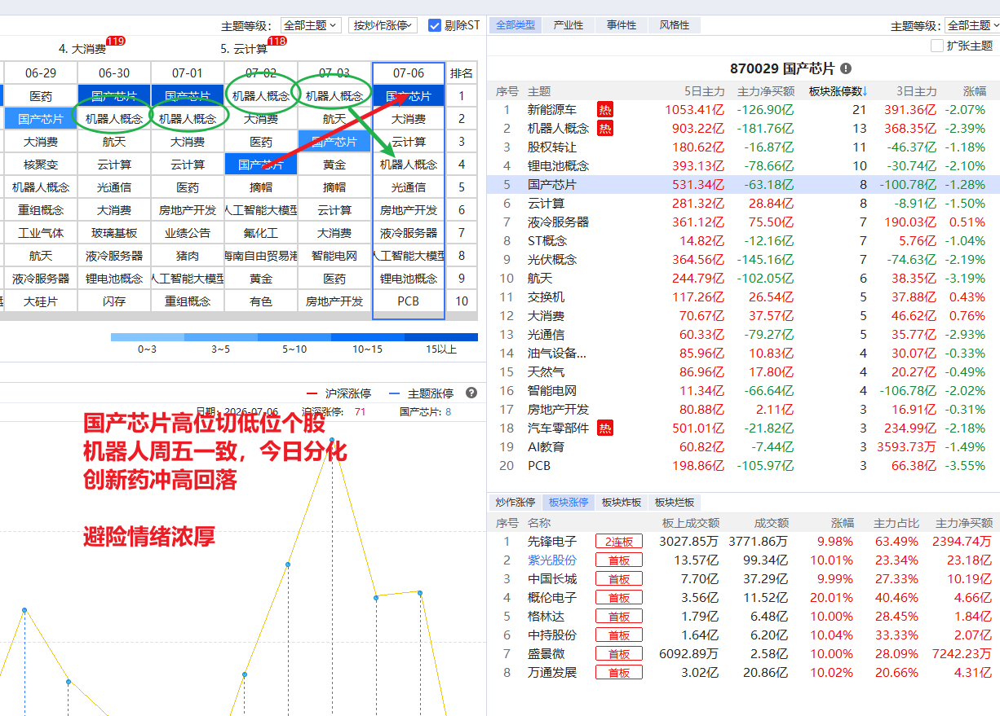 主题等级: 全部主题 按炒作涨停 剔除ST
4. 大消费 119 5. 云计算 118
06-29 06-30 07-01 07-02 07-03 07-06 排名
医药 国产芯片 国产芯片 机器人概念 机器人概念 国产芯片 1
国产芯片 机器人概念 机器人概念 大消费 航天 大消费 2
大消费 航天 大消费 医药 国产芯片 云计算 3
核聚变 云计算 云计算 国产芯片 黄金 机器人概念 4
机器人概念 光通信 医药 摘帽 摘帽 光通信 5
重组概念 大消费 房地产开发 人工智能大模型 云计算 房地产开发 6
工业气体 玻璃基板 业绩公告 氟化工 大消费 液冷服务器 7
航天 液冷服务器 猪肉 海南自由贸易港 智能电网 人工智能大模型 8
液冷服务器 锂电池概念 人工智能大模型 黄金 医药 锂电池概念 9
大硅片 闪存 重组概念 有色 房地产开发 PCB 10
0~3 3~5 5~10 10~15 15以上
沪深涨停 主题涨停
日期: 2026-07-06 沪深涨停: 71 国产芯片: 8
国产芯片高位切低位个股
机器人周五一致，今日分化
创新药冲高回落
避险情绪浓厚
全部类型 产业性 事件性 风格性 主题等级: 全部主题
扩张主题
870029 国产芯片
序号 主题 5日主力 主力净买额 板块涨停数↓ 3日主力 涨幅
1 新能源车 热 1053.41亿 -126.90亿 21 391.36亿 -2.07%
2 机器人概念 热 903.22亿 -181.76亿 13 368.35亿 -2.39%
3 股权转让 180.62亿 -16.87亿 11 -46.37亿 -1.18%
4 锂电池概念 393.13亿 -78.66亿 10 -30.74亿 -2.10%
5 国产芯片 531.34亿 -63.18亿 8 -100.78亿 -1.28%
6 云计算 281.32亿 28.84亿 8 -8.91亿 -1.50%
7 液冷服务器 361.12亿 75.50亿 7 190.03亿 0.51%
8 ST概念 14.82亿 -12.16亿 7 5.76亿 -1.04%
9 光伏概念 364.56亿 -145.16亿 7 -74.63亿 -2.19%
10 航天 244.79亿 -102.05亿 6 38.35亿 -3.19%
11 交换机 117.26亿 26.54亿 5 37.88亿 0.43%
12 大消费 70.67亿 37.57亿 5 46.62亿 0.76%
13 光通信 60.33亿 -79.27亿 5 35.77亿 -2.93%
14 油气设备... 85.96亿 10.83亿 4 30.07亿 -0.33%
15 天然气 86.96亿 17.80亿 4 20.27亿 -0.49%
16 智能电网 11.34亿 -66.64亿 4 -106.78亿 -2.02%
17 房地产开发 80.88亿 2.11亿 3 16.91亿 -0.31%
18 汽车零部件 热 501.01亿 -21.82亿 3 234.99亿 -2.18%
19 AI教育 60.82亿 -7.44亿 3 3593.73万 -1.49%
20 PCB 198.86亿 -105.97亿 3 66.38亿 -3.55%
炒作涨停 板块涨停 板块炸板 板块烂板
序号 名称 板上成交额 成交额 涨幅 主力占比 主力净买额
1 先锋电子 2连板 3027.85万 3771.86万 9.98% 63.49% 2394.74万
2 紫光股份 首板 13.57亿 99.34亿 10.01% 23.34% 23.18亿
3 中国长城 首板 7.70亿 37.29亿 9.99% 27.33% 10.19亿
4 概伦电子 首板 3.56亿 11.52亿 20.01% 40.46% 4.66亿
5 格林达 首板 1.79亿 6.48亿 10.00% 28.45% 1.84亿
6 中持股份 首板 1.64亿 6.20亿 10.04% 33.33% 2.07亿
7 盛景微 首板 6092.89万 2.58亿 10.00% 28.09% 7242.23万
8 万通发展 首板 3.02亿 20.86亿 10.02% 20.66% 4.31亿